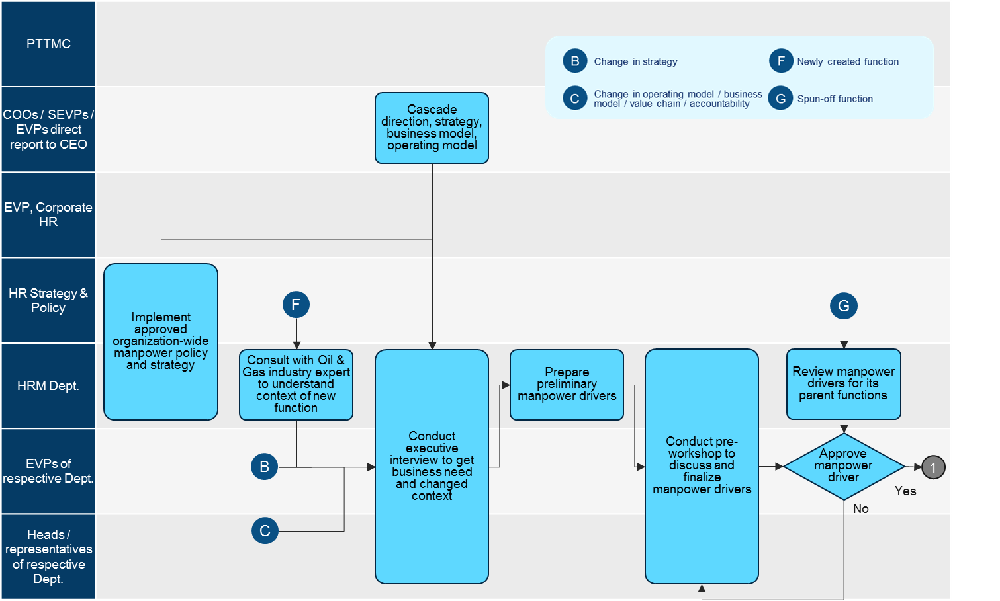 PTTMC
B
Change in strategy
F
Newly created function
C
Change in operating model / business
model / value chain / accountability
G
Spun-off function
COOs / SEVPs /
EVPs direct
report to CEO
Cascade
direction, strategy,
business model,
operating model
EVP, Corporate
HR
HR Strategy &
Policy
Implement
approved
organization-wide
manpower policy
and strategy
F
G
HRM Dept.
Consult with Oil &
Gas industry expert
to understand
context of new
function
Prepare
preliminary
manpower drivers
Review manpower
drivers for its
parent functions
EVPs of
respective Dept.
B
Conduct
executive
interview to get
business need
and changed
context
Conduct pre-
workshop to
discuss and
finalize
manpower drivers
Approve
manpower
driver
1
Yes
No
Heads /
representatives
of respective
Dept.
C